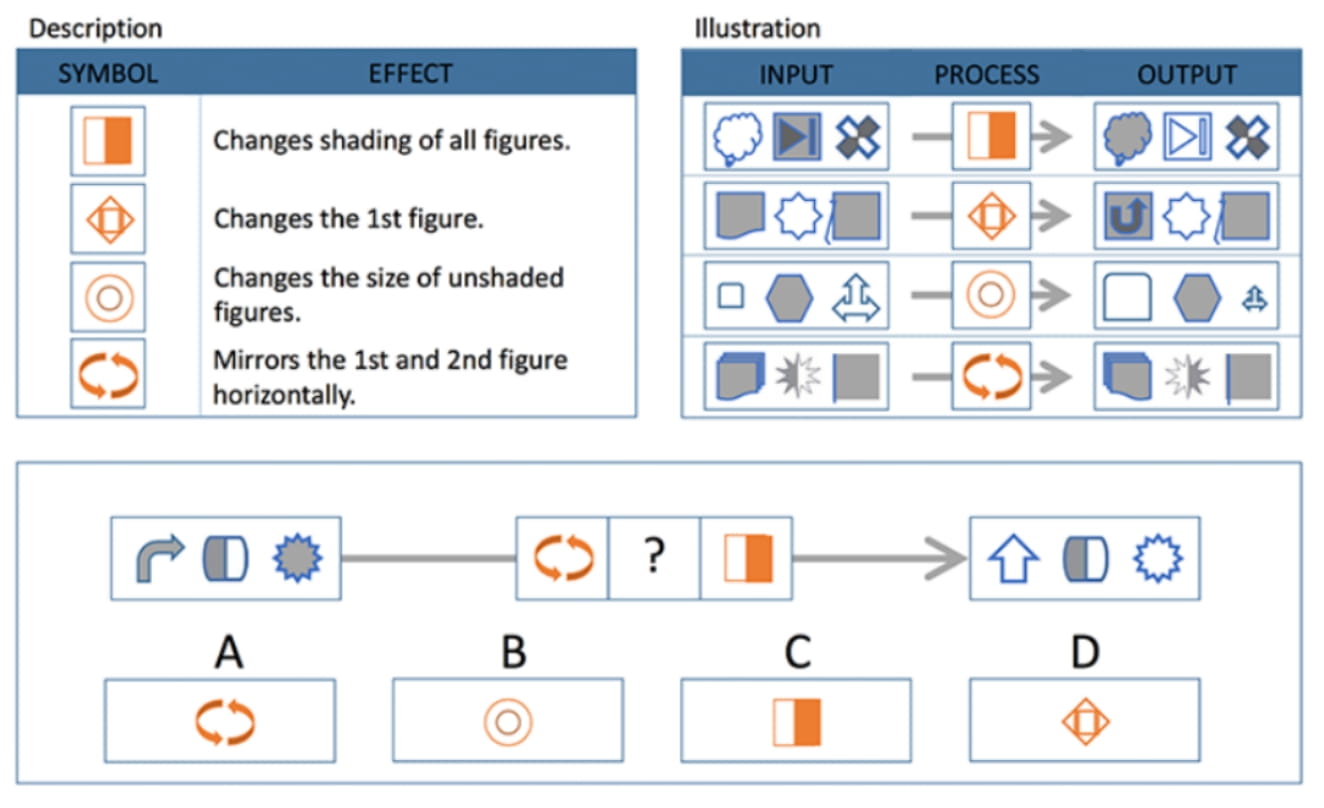 Description
Illustration
SYMBOL EFFECT
INPUT PROCESS OUTPUT
Changes shading of all figures.
Changes the 1st figure.
Changes the size of unshaded
figures.
Mirrors the 1st and 2nd figure
horizontally.
?
A B C D